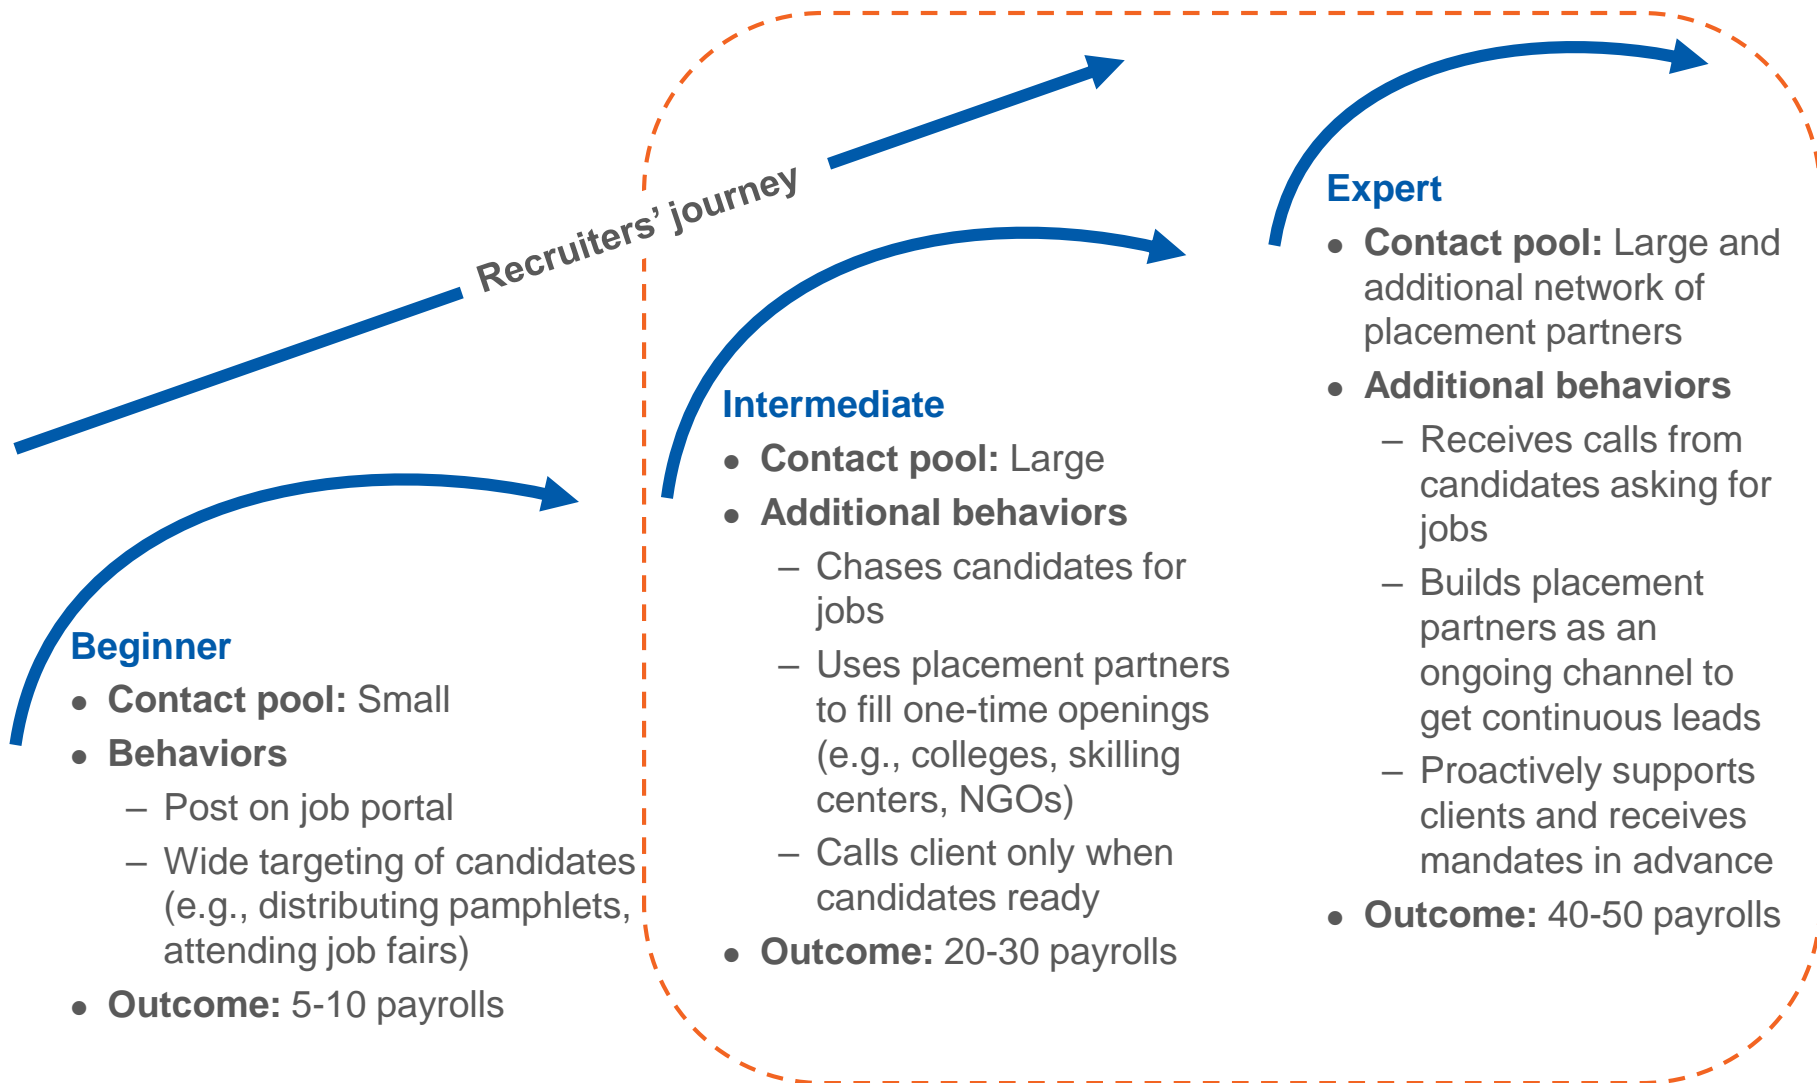 Recruiters' journey
Beginner
● Contact pool: Small
● Behaviors
– Post on job portal
– Wide targeting of candidates
(e.g., distributing pamphlets,
attending job fairs)
● Outcome: 5-10 payrolls
Intermediate
● Contact pool: Large
● Additional behaviors
– Chases candidates for
jobs
– Uses placement partners
to fill one-time openings
(e.g., colleges, skilling
centers, NGOs)
– Calls client only when
candidates ready
● Outcome: 20-30 payrolls
Expert
● Contact pool: Large and
additional network of
placement partners
● Additional behaviors
– Receives calls from
candidates asking for
jobs
– Builds placement
partners as an
ongoing channel to
get continuous leads
– Proactively supports
clients and receives
mandates in advance
● Outcome: 40-50 payrolls